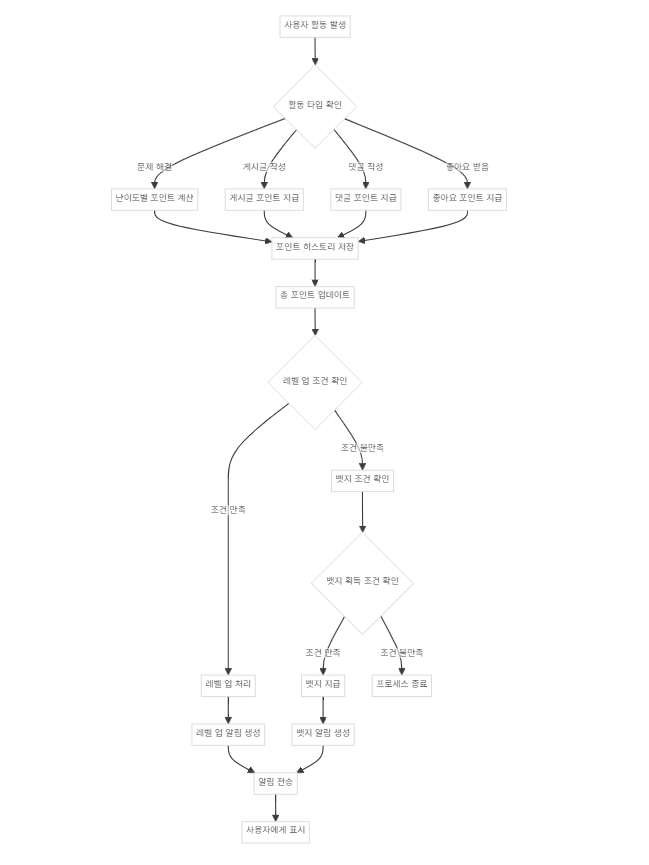 사용자 활동 발생
활동 타입 확인
문제 해결
게시글 작성
댓글 작성
좋아요 받음
난이도별 포인트 계산
게시글 포인트 지급
댓글 포인트 지급
좋아요 포인트 지급
포인트 히스토리 저장
총 포인트 업데이트
레벨 업 조건 확인
조건 불만족
뱃지 조건 확인
조건 만족
뱃지 획득 조건 확인
조건 만족
조건 불만족
레벨 업 처리
뱃지 지급
프로세스 종료
레벨 업 알림 생성
뱃지 알림 생성
알림 전송
사용자에게 표시